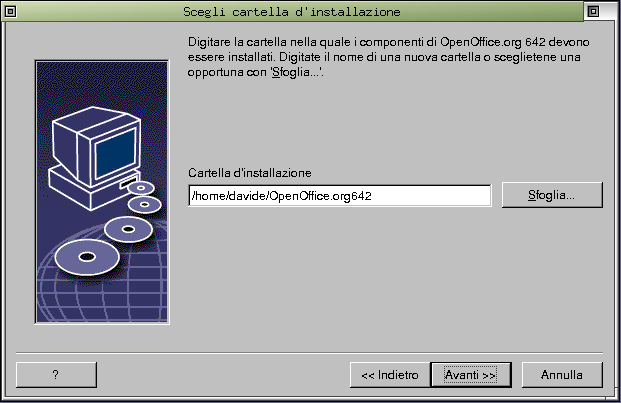 Scegli cartella d'installazione
Digitare la cartella nella quale i componenti di OpenOffice.org 642 devono
essere installati. Digitate il nome di una nuova cartella o sceglietene una
opportuna con 'Sfoglia...'.
Cartella d'installazione
/home/davide/OpenOffice.org642
Sfoglia...
?
<< Indietro
Avanti >>
Annulla